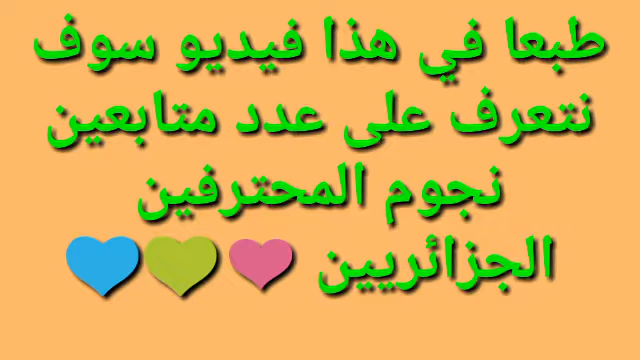 طبعا في هذا فيديو سوف
نتعرف على عدد متابعين
نجوم المحترفين
الجزائريين